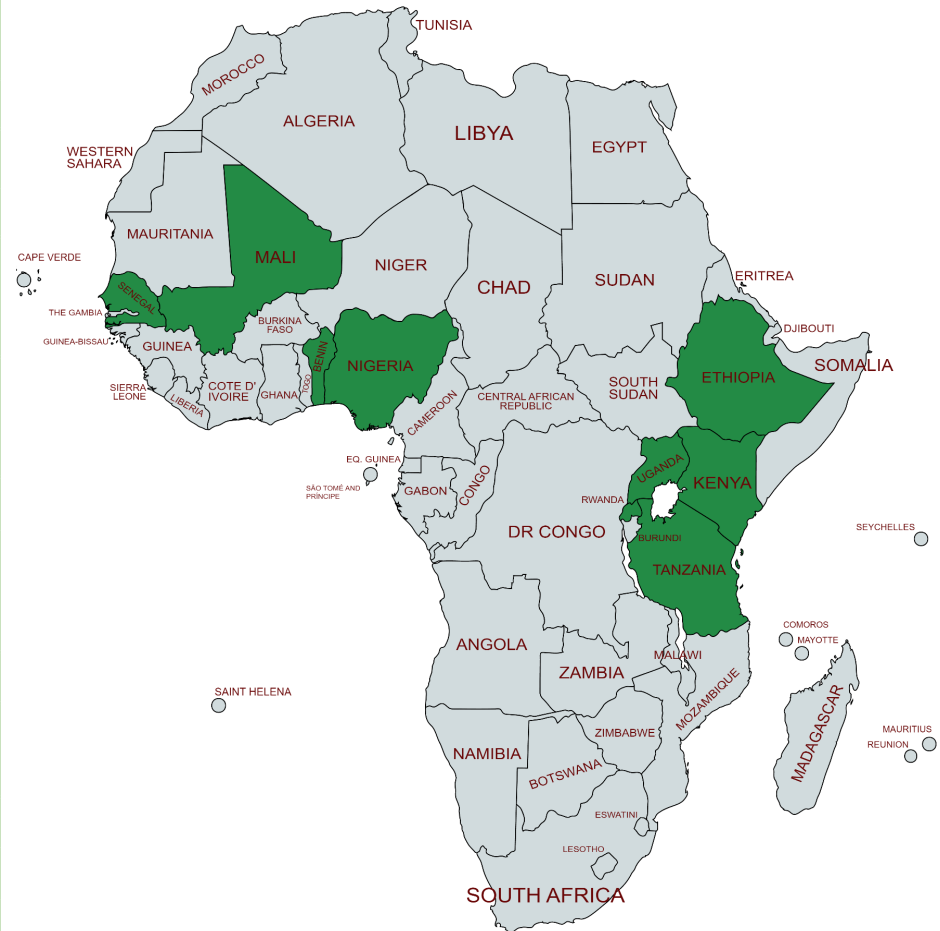 TUNISIA
MOROCCO
ALGERIA
LIBYA
EGYPT
WESTERN
SAHARA
MAURITANIA
MALI
NIGER
CHAD
SUDAN
ERITREA
CAPE VERDE
SENEGAL
THE GAMBIA
GUINEA-BISSAU
GUINEA
BURKINA
FASO
BENIN
NIGERIA
DJIBOUTI
SOMALIA
ETHIOPIA
SOUTH
SUDAN
SIERRA
LEONE
LIBERIA
COTE D'
IVOIRE
GHANA
TOGO
CAMEROON
CENTRAL AFRICAN
REPUBLIC
EQ. GUINEA
SÃO TOMÉ AND
PRÍNCIPE
GABON
CONGO
UGANDA
KENYA
RWANDA
DR CONGO
BURUNDI
TANZANIA
SEYCHELLES
COMOROS
MAYOTTE
ANGOLA
ZAMBIA
MALAWI
MOZAMBIQUE
SAINT HELENA
MADAGASCAR
MAURITIUS
REUNION
NAMIBIA
BOTSWANA
ZIMBABWE
ESWATINI
LESOTHO
SOUTH AFRICA